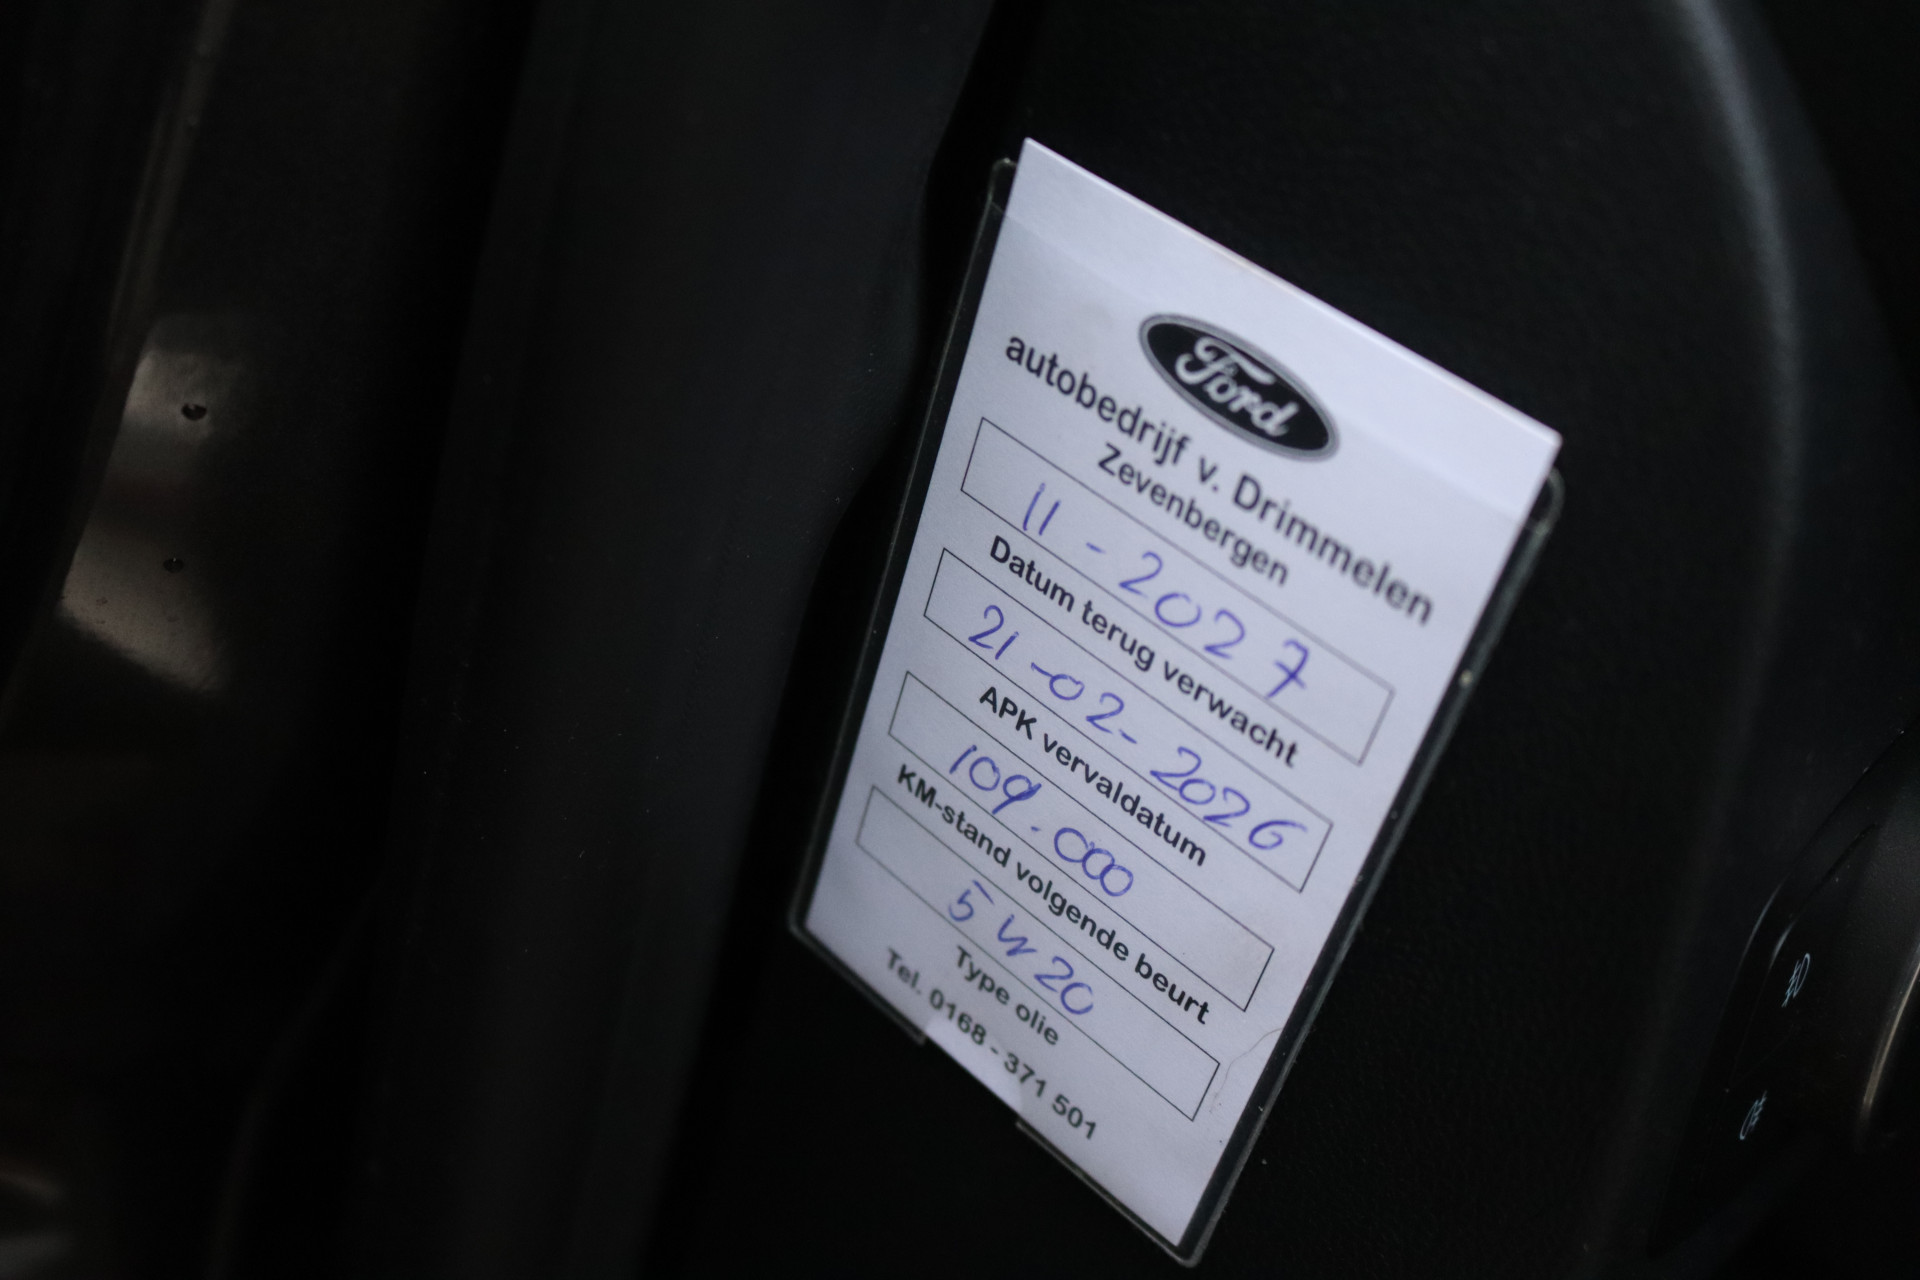 Ford
autobedrijf v. Drimmelen
Zevenbergen
11 - 2027
Datum terug verwacht
21-02-2026
APK vervaldatum
109.000
KM-stand volgende beurt
5w20
Type olie
Tel. 0168 - 371 501